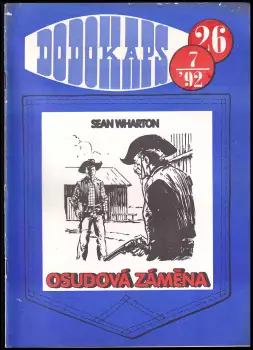 DODOKAPS
26
7
'92
SEAN WHARTON
OSUDOVÁ ZÁMĚNA